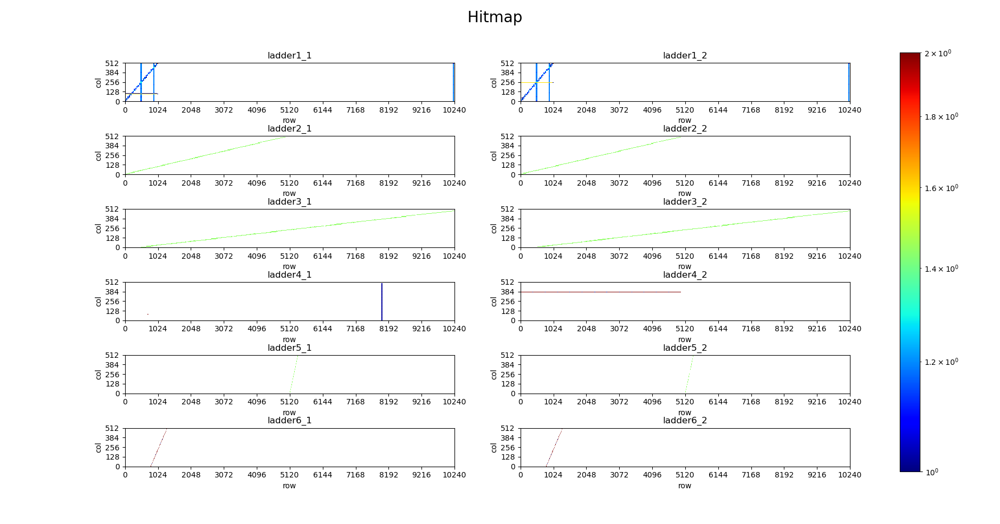 Hitmap
ladder1_1
512
384
256
128
0
col
0 1024 2048 3072 4096 5120 6144 7168 8192 9216 10240
row
ladder1_2
512
384
256
128
0
col
0 1024 2048 3072 4096 5120 6144 7168 8192 9216 10240
row
ladder2_1
512
384
256
128
0
col
0 1024 2048 3072 4096 5120 6144 7168 8192 9216 10240
row
ladder2_2
512
384
256
128
0
col
0 1024 2048 3072 4096 5120 6144 7168 8192 9216 10240
row
ladder3_1
512
384
256
128
0
col
0 1024 2048 3072 4096 5120 6144 7168 8192 9216 10240
row
ladder3_2
512
384
256
128
0
col
0 1024 2048 3072 4096 5120 6144 7168 8192 9216 10240
row
ladder4_1
512
384
256
128
0
col
0 1024 2048 3072 4096 5120 6144 7168 8192 9216 10240
row
ladder4_2
512
384
256
128
0
col
0 1024 2048 3072 4096 5120 6144 7168 8192 9216 10240
row
ladder5_1
512
384
256
128
0
col
0 1024 2048 3072 4096 5120 6144 7168 8192 9216 10240
row
ladder5_2
512
384
256
128
0
col
0 1024 2048 3072 4096 5120 6144 7168 8192 9216 10240
row
ladder6_1
512
384
256
128
0
col
0 1024 2048 3072 4096 5120 6144 7168 8192 9216 10240
row
ladder6_2
512
384
256
128
0
col
0 1024 2048 3072 4096 5120 6144 7168 8192 9216 10240
row
2 × 10⁰
1.8 × 10⁰
1.6 × 10⁰
1.4 × 10⁰
1.2 × 10⁰
10⁰